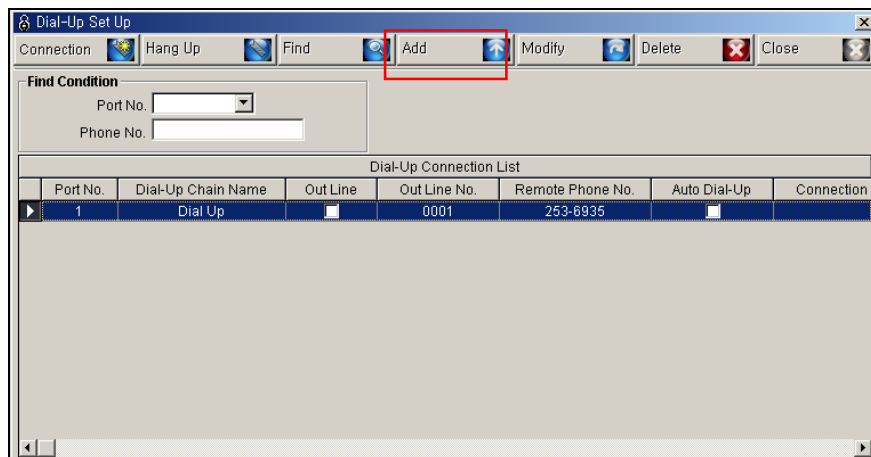 Dial-Up Set Up
Connection Hang Up Find Add Modify Delete Close
Find Condition
Port No.
Phone No.
Dial-Up Connection List
Port No. Dial-Up Chain Name Out Line Out Line No. Remote Phone No. Auto Dial-Up Connection
1 Dial Up 0001 253-6935